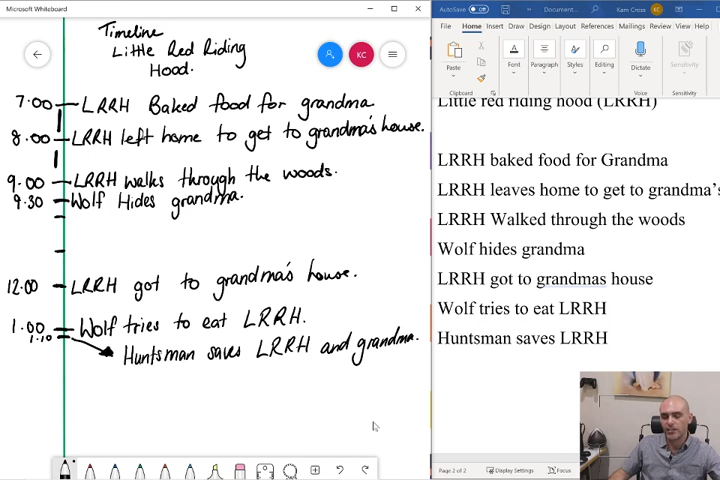 Microsoft Whiteboard
Timeline
Little Red Riding
Hood.
KC
7.00 LRRH Baked food for grandma
8.00 LRRH left home to get to grandma's house.
9.00 LRRH walks through the woods.
9.30 Wolf Hides grandma.
12.00 LRRH got to grandma's house.
1.00 Wolf tries to eat LRRH.
1.10 Huntsman saves LRRH and grandma.
AutoSave Off Document... Kam Cross KC
File Home Insert Draw Design Layout References Mailings Review View Help
Paste Font Paragraph Styles Editing Dictate Sensitivity
Clipboard Voice Sensitivity
Little red riding hood (LRRH)
LRRH baked food for Grandma
LRRH leaves home to get to grandma's
LRRH Walked through the woods
Wolf hides grandma
LRRH got to grandmas house
Wolf tries to eat LRRH
Huntsman saves LRRH
Page 2 of 2 Display Settings Focus